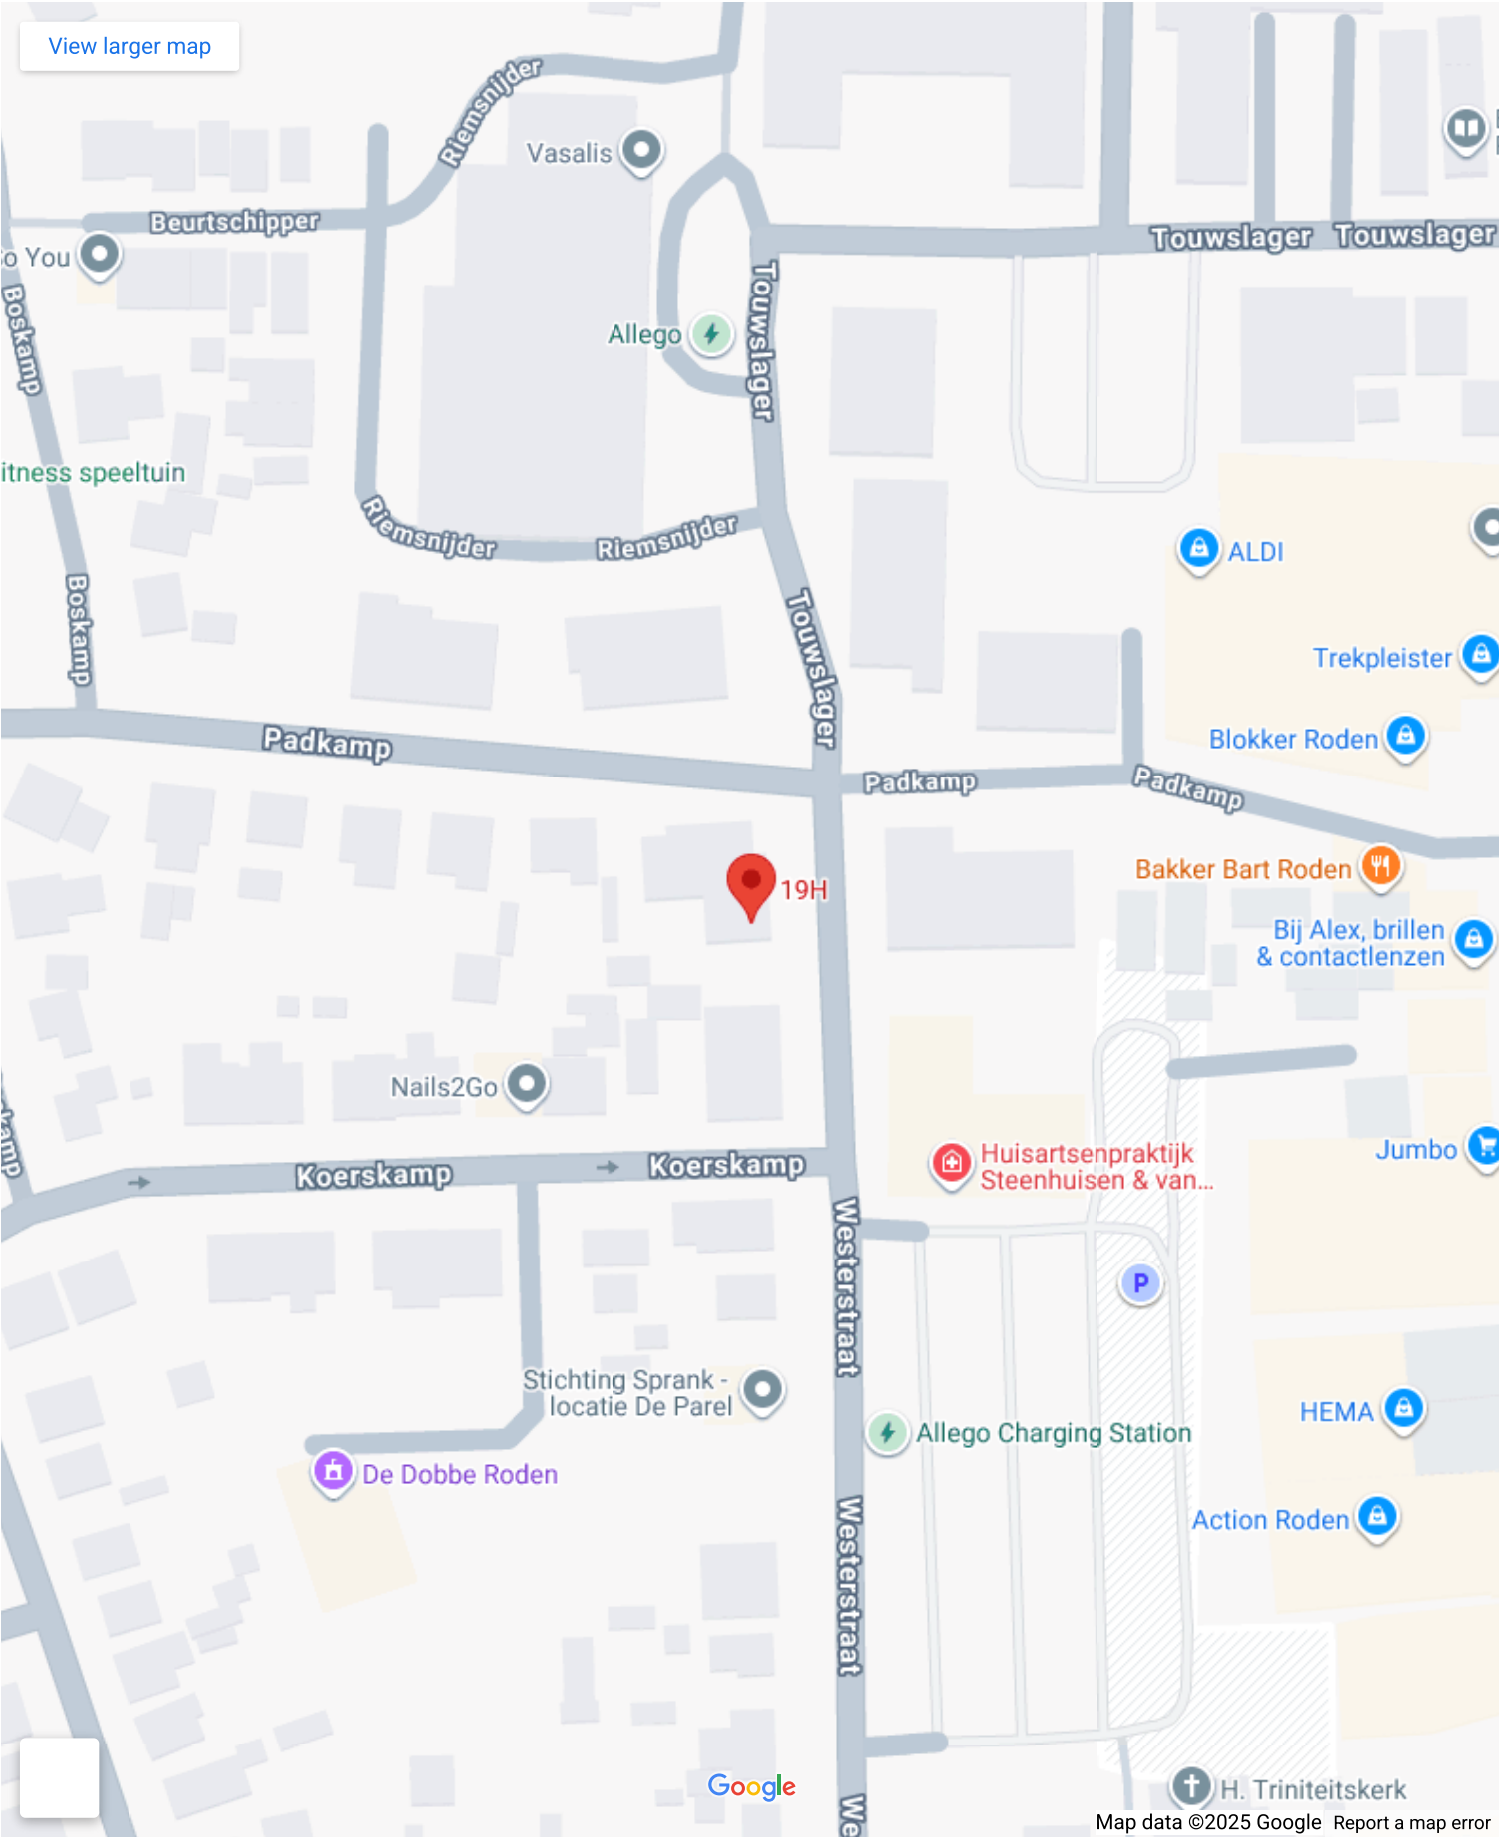 View larger map
Riemsnijder
Vasalis
Beurtschipper
Touwslager
Touwslager
o You
Boskamp
Touwslager
Allego
itness speeltuin
Riemsnijder
Riemsnijder
ALDI
Boskamp
Touwslager
Trekpleister
Padkamp
Blokker Roden
Padkamp
Padkamp
Bakker Bart Roden
19H
Bij Alex, brillen
& contactlenzen
Nails2Go
kamp
Koerskamp
Koerskamp
Huisartsenpraktijk
Steenhuisen & van...
Jumbo
P
Westerstraat
Stichting Sprank -
locatie De Parel
HEMA
Allego Charging Station
De Dobbe Roden
Action Roden
Westerstraat
Google
H. Triniteitskerk
We
Map data ©2025 Google
Report a map error